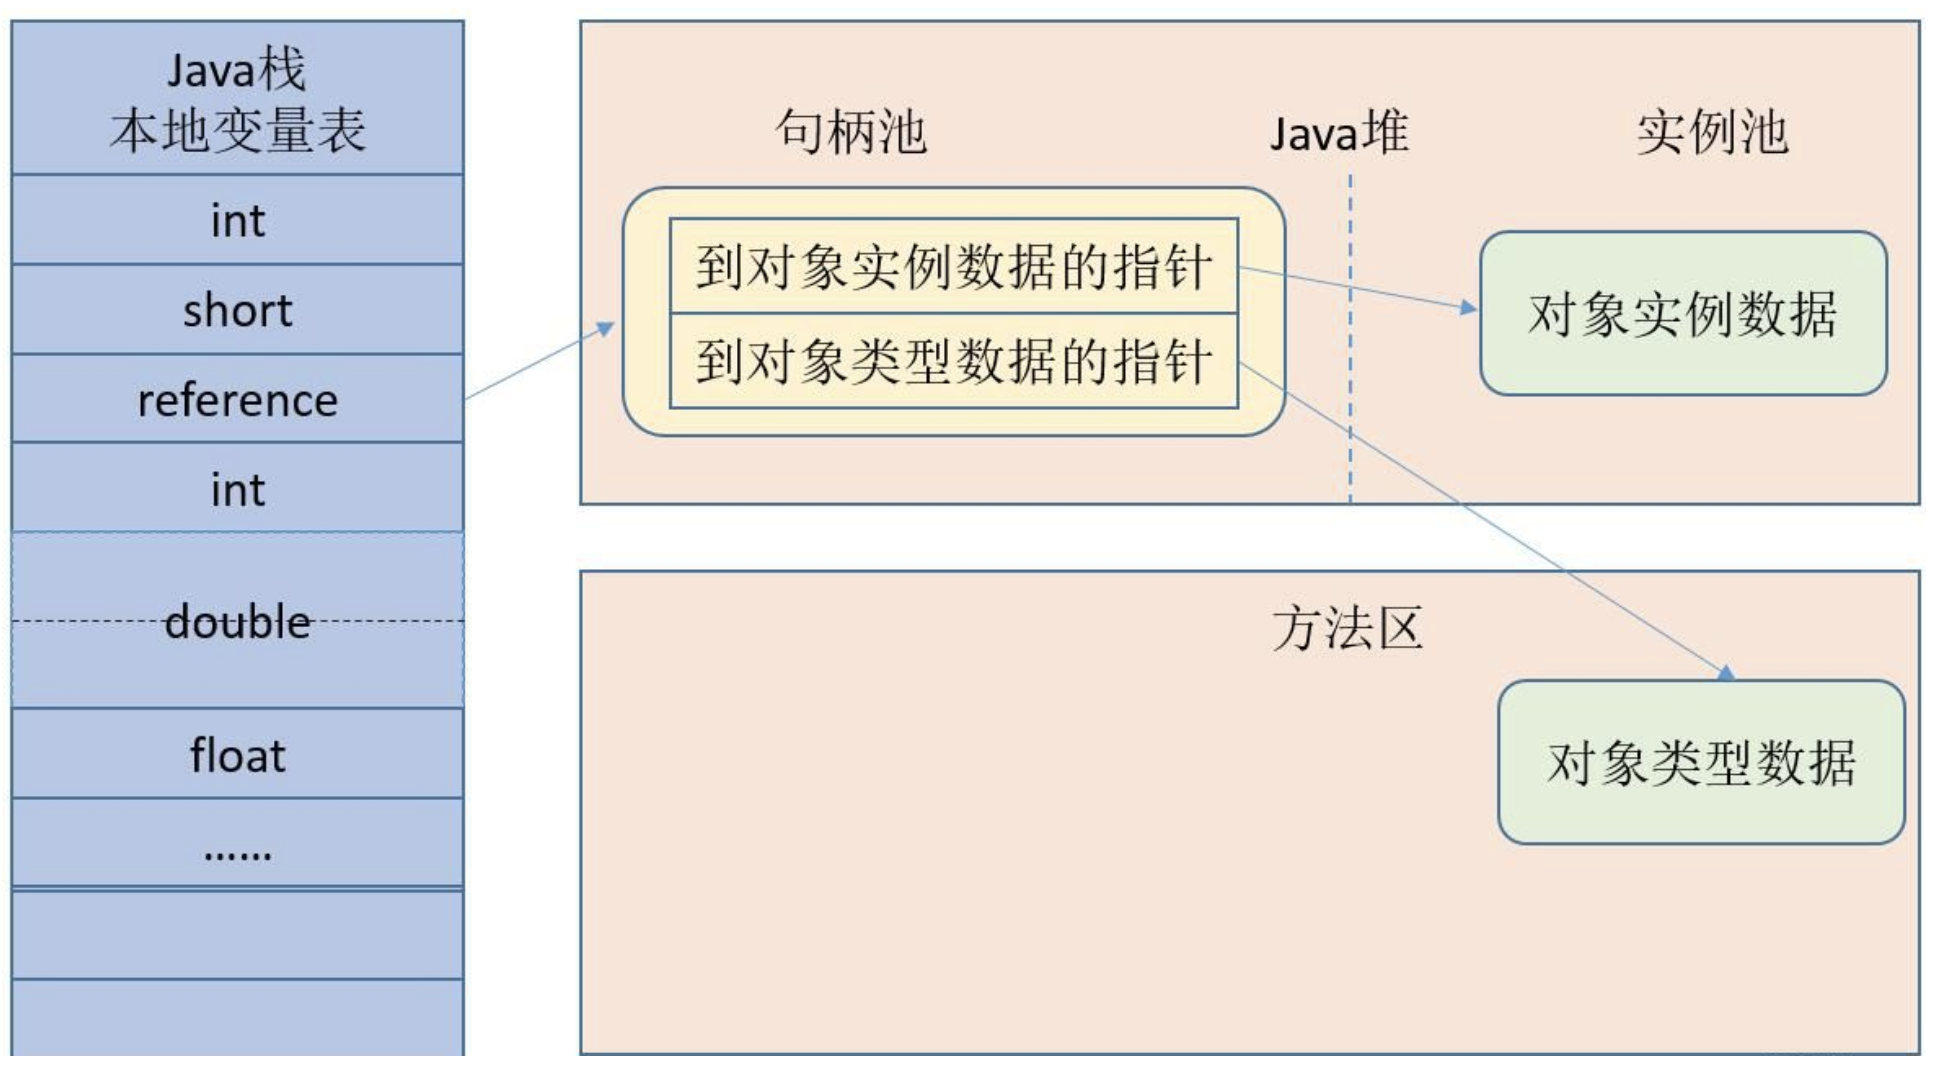 Java栈
本地变量表
int
short
reference
int
double
float
......
句柄池
Java堆
实例池
到对象实例数据的指针
到对象类型数据的指针
对象实例数据
方法区
对象类型数据